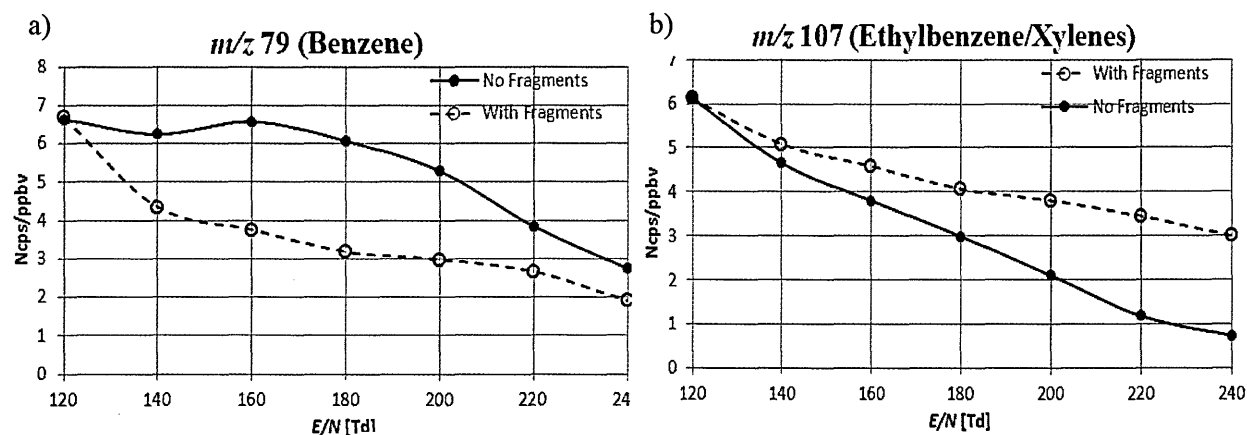 a)
m/z 79 (Benzene)
8
7
6
5
4
3
2
1
0
Ncps/ppbv
No Fragments
With Fragments
120 140 160 180 200 220 24
E/N [Td]
b)
m/z 107 (Ethylbenzene/Xylenes)
7
6
5
4
3
2
1
0
Ncps/ppbv
With Fragments
No Fragments
120 140 160 180 200 220 240
E/N [Td]